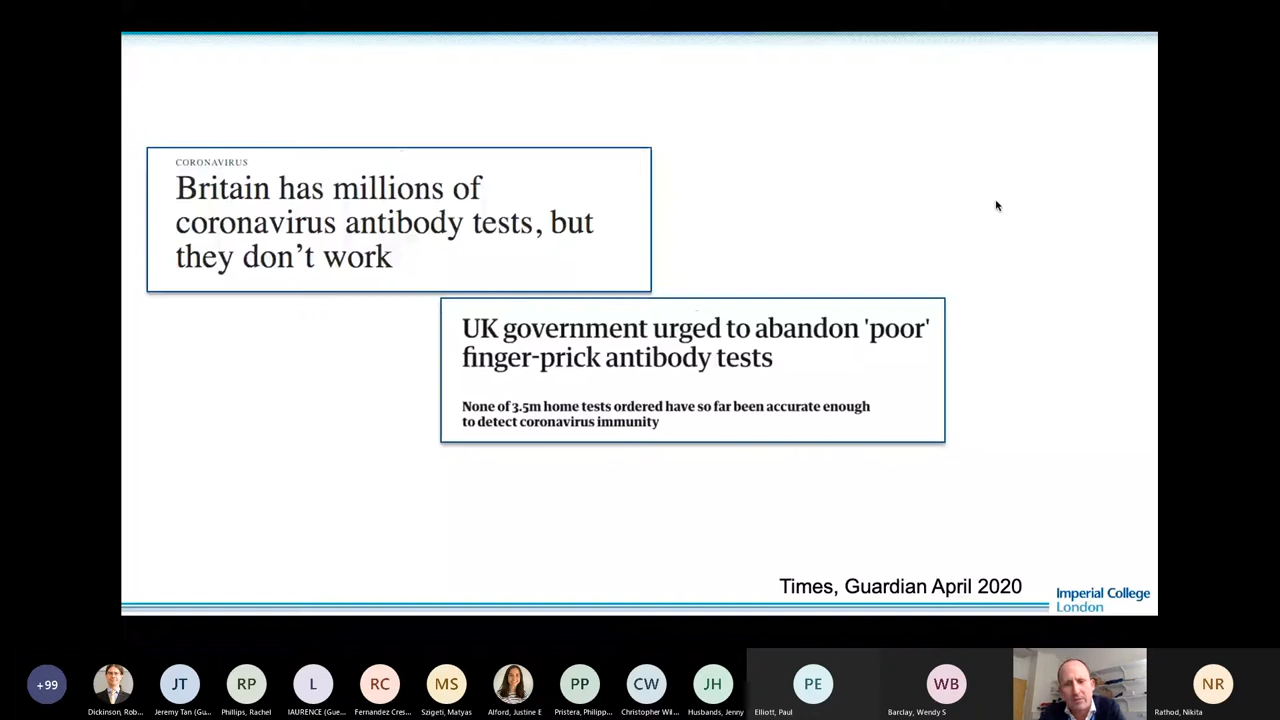 CORONAVIRUS
Britain has millions of
coronavirus antibody tests, but
they don't work
UK government urged to abandon 'poor'
finger-prick antibody tests
None of 3.5m home tests ordered have so far been accurate enough
to detect coronavirus immunity
Times, Guardian April 2020
Imperial College
London
+99
JT
RP
L
RC
MS
PP
CW
JH
PE
WB
NR
Dickinson, Rob...
Jeremy Tan (Gu...
Phillips, Rachel
IAURENCE (Gue...
Fernandez Cres...
Szigeti, Matyas
Alford, Justine E
Pristera, Philipp...
Christopher Wil...
Husbands, Jenny
Elliott, Paul
Barclay, Wendy S
Rathod, Nikita